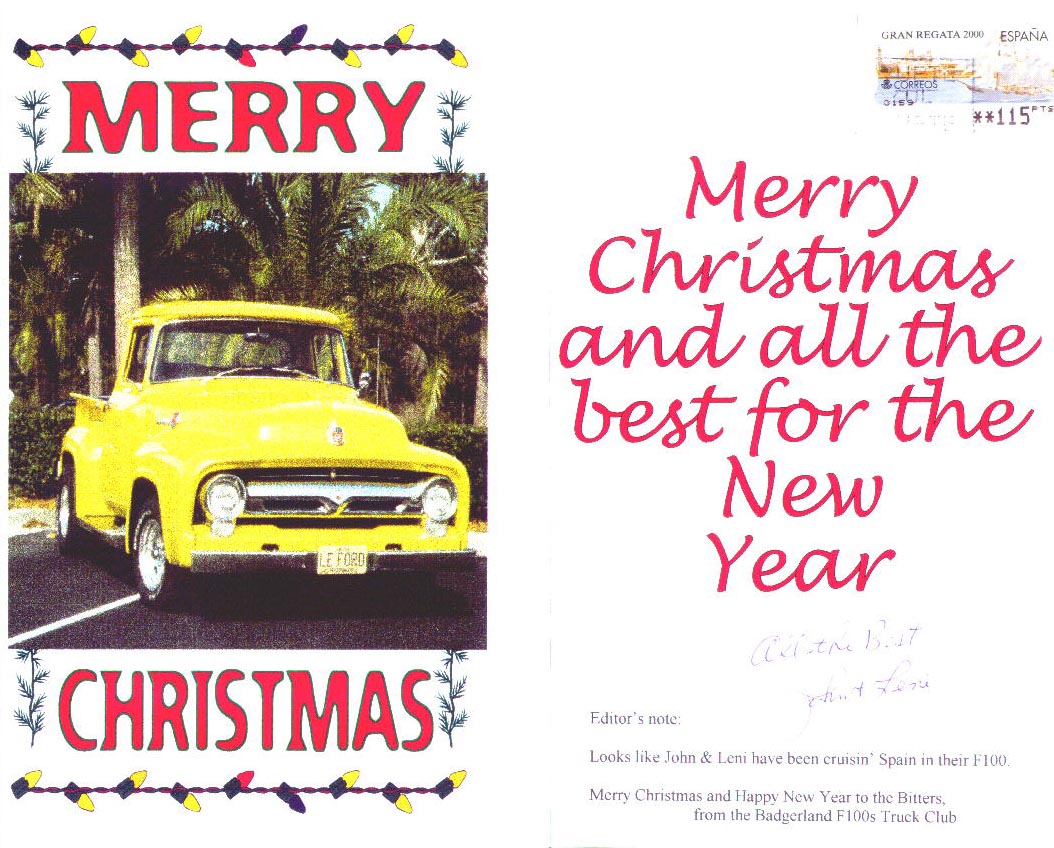 MERRY
LE FORD
CHRISTMAS
GRAN REGATA 2000 ESPAÑA
CORREOS
0159
**115 PTS
Merry
Christmas
and all the
best for the
New
Year
All the Best
John & Leni
Editor's note:
Looks like John & Leni have been cruisin' Spain in their F100.
Merry Christmas and Happy New Year to the Bitters,
from the Badgerland F100s Truck Club